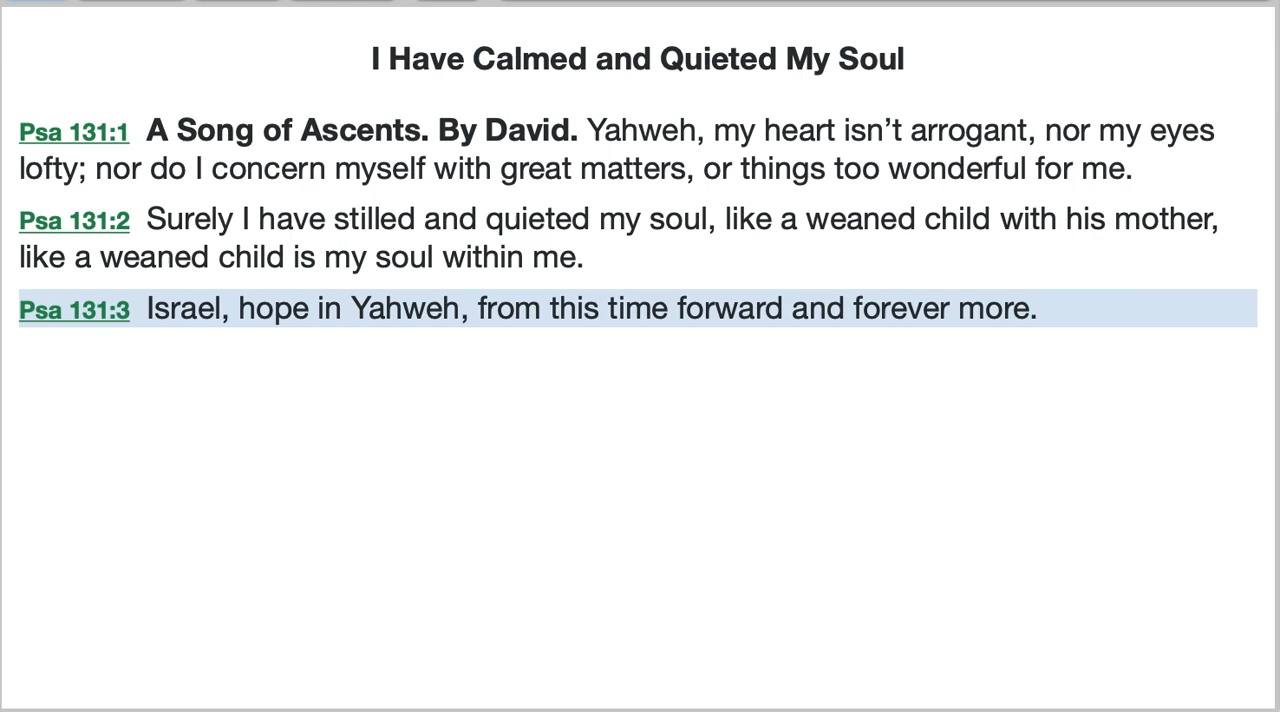 I Have Calmed and Quieted My Soul
Psa 131:1 A Song of Ascents. By David. Yahweh, my heart isn’t arrogant, nor my eyes
lofty; nor do I concern myself with great matters, or things too wonderful for me.
Psa 131:2 Surely I have stilled and quieted my soul, like a weaned child with his mother,
like a weaned child is my soul within me.
Psa 131:3 Israel, hope in Yahweh, from this time forward and forever more.